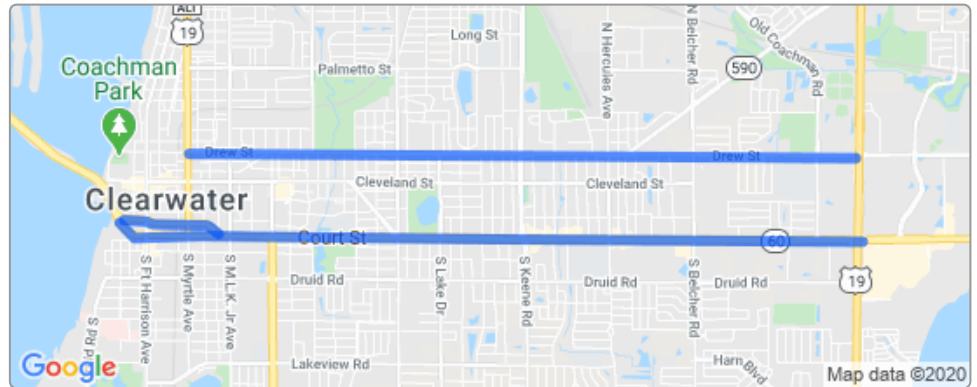 ALT
19
Long St
N Hercules Ave
N Belcher Rd
Old Coachman Rd
590
Coachman
Park
Palmetto St
Drew St
Drew St
Cleveland St
Cleveland St
Clearwater
Court St
60
S Ft Harrison Ave
S Myrtle Ave
S M.L.K. Jr Ave
Druid Rd
S Lake Dr
S Keene Rd
Druid Rd
S Belcher Rd
Druid Rd
19
Lakeview Rd
Harn Blvd
Google
Map data ©2020